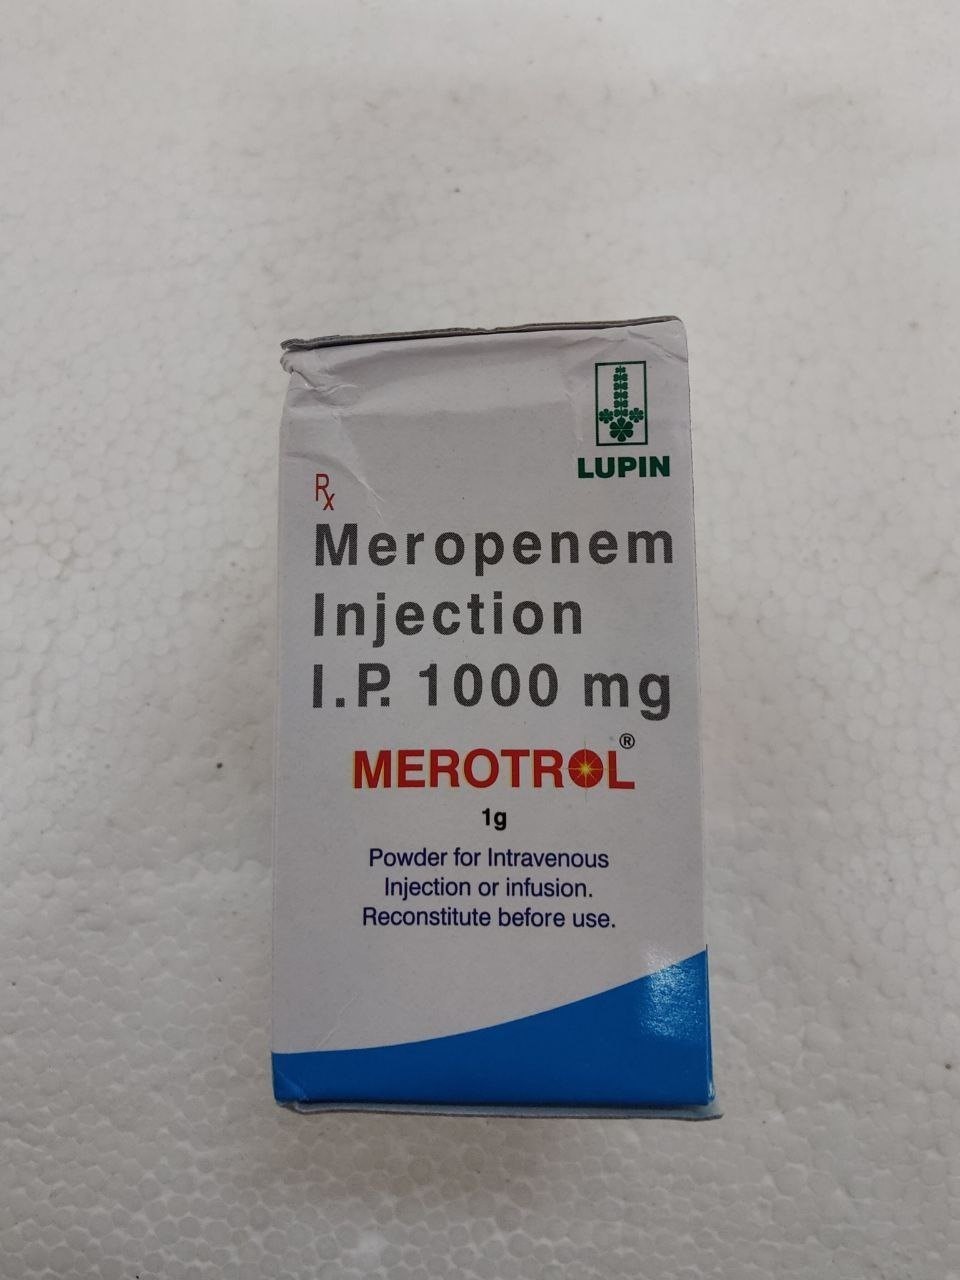 LUPIN
Rx
Meropenem
Injection
I.P. 1000 mg
MEROTROL®
1g
Powder for Intravenous
Injection or infusion.
Reconstitute before use.